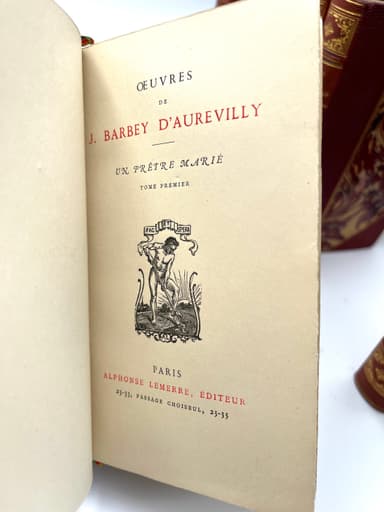 ŒUVRES
DE
J. BARBEY D'AUREVILLY
UN PRÊTRE MARIÉ
TOME PREMIER
FAC ET SPERA
PARIS
ALPHONSE LEMERRE, ÉDITEUR
23-33, PASSAGE CHOISEUL, 23-33